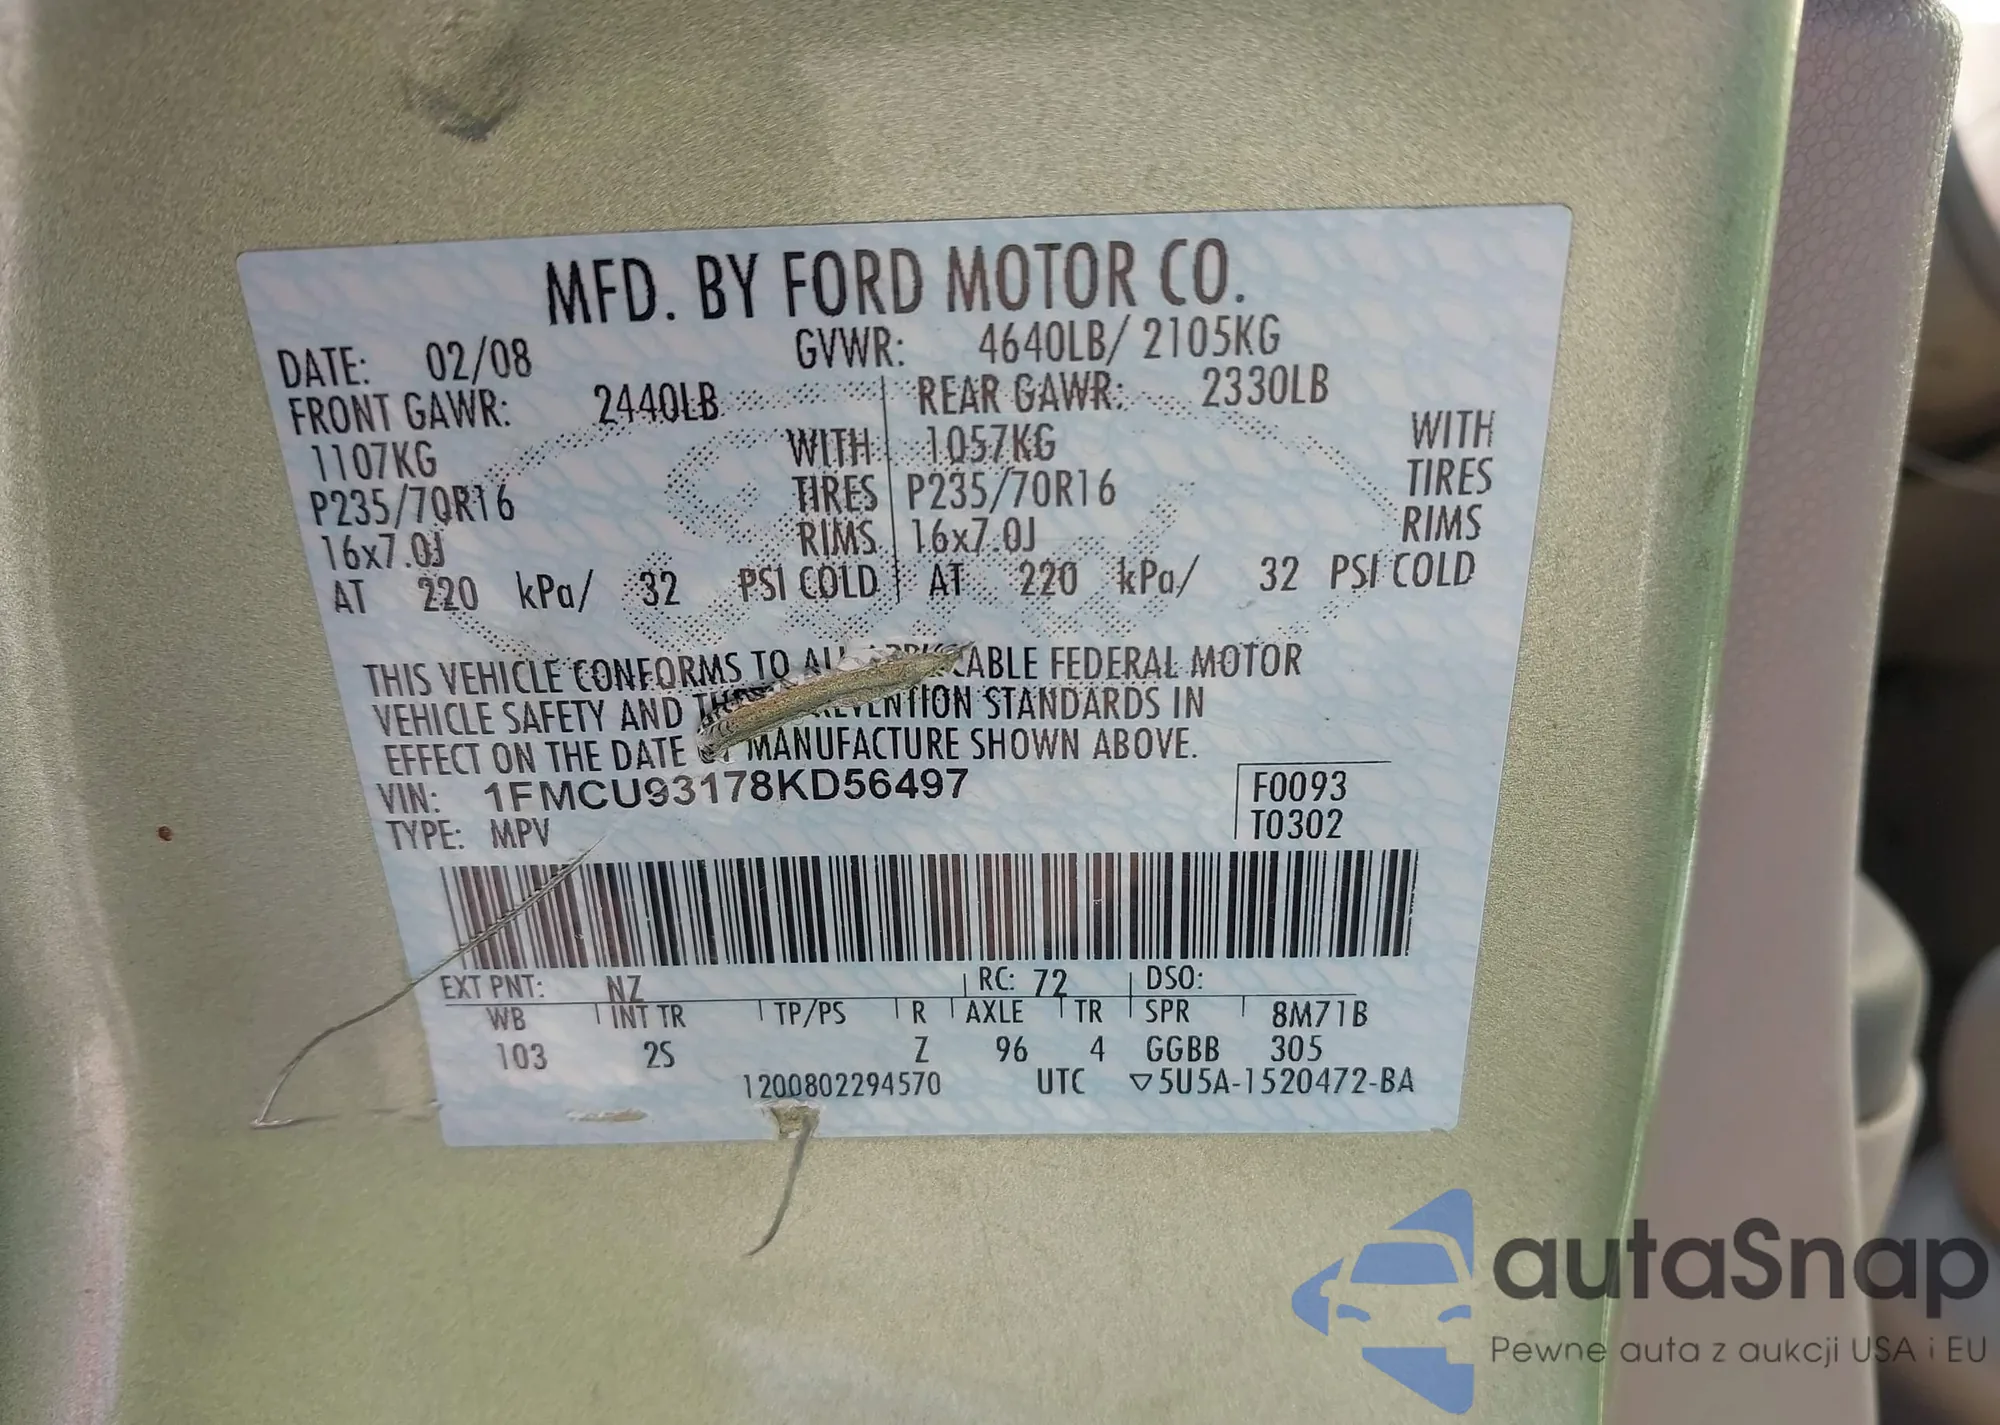 MFD. BY FORD MOTOR CO.
DATE: 02/08 GVWR: 4640LB/ 2105KG
FRONT GAWR: 2440LB REAR GAWR: 2330LB
1107KG WITH 1057KG WITH
P235/70R16 TIRES P235/70R16 TIRES
16x7.0J RIMS 16x7.0J RIMS
AT 220 kPa/ 32 PSI COLD AT 220 kPa/ 32 PSI COLD
THIS VEHICLE CONFORMS TO FEDERAL MOTOR
VEHICLE SAFETY AND STANDARDS IN
EFFECT ON THE DATE MANUFACTURE SHOWN ABOVE.
VIN: 1FMCU93178KD56497
F0093
TYPE: MPV
T0302
EXT PNT: NZ RC: 72 DSO:
WB INT TR TP/PS R AXLE TR SPR 8M71B
103 2S Z 96 4 GGBB 305
1200802294570 UTC ▽5U5A-1520472-BA
autaSnap
Pewne auta z aukcji USA i EU